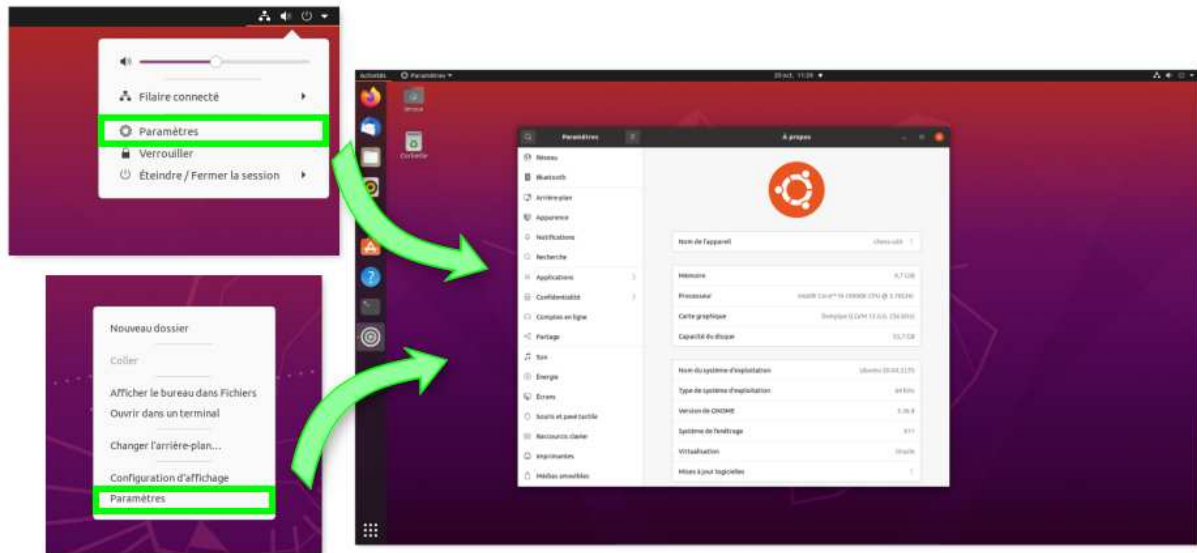 Filaire connecté
Paramètres
Verrouiller
Éteindre / Fermer la session
Nouveau dossier
Coller
Afficher le bureau dans Fichiers
Ouvrir dans un terminal
Changer l'arrière-plan...
Configuration d'affichage
Paramètres
Activités Paramètres
Corbeille
Paramètres
À propos
Réseau
Bluetooth
Arrière-plan
Apparence
Notifications
Recherche
Applications
Confidentialité
Comptes en ligne
Partage
Son
Énergie
Écrans
Souris et pavé tactile
Raccourcis clavier
Imprimantes
Médias amovibles
Nom de l'appareil
Mémoire
Processeur
Carte graphique
Capacité du disque
Nom du système d'exploitation
Type de système d'exploitation
Version de GNOME
Système de fenêtrage
X11
Virtualisation
Oracle
Mises à jour logicielles